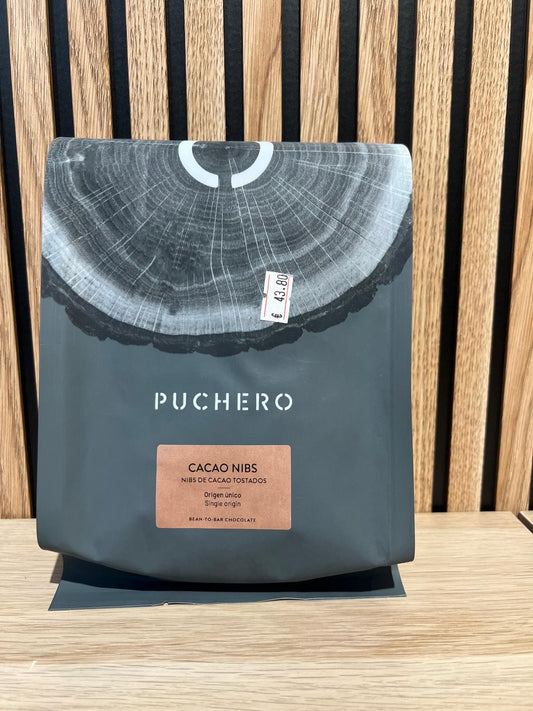 € 43.80
PUCHERO
CACAO NIBS
NIBS DE CACAO TOSTADOS
Origen único
Single origin
BEAN-TO-BAR CHOCOLATE